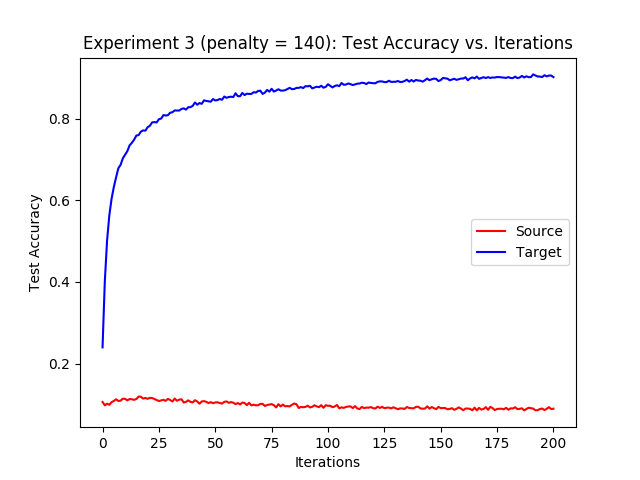 Experiment 3 (penalty = 140): Test Accuracy vs. Iterations
Test Accuracy
0.8
0.6
0.4
0.2
Source
Target
0 25 50 75 100 125 150 175 200
Iterations